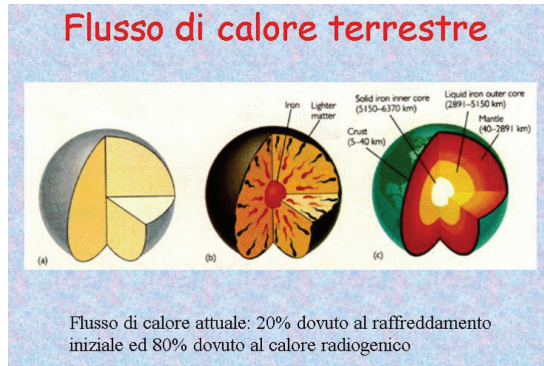 Flusso di calore terrestre
Iron
Lighter
matter
Solid iron inner core
(5150–6370 km)
Liquid iron outer core
(2891–5150 km)
Mantle
(40–2891 km)
Crust
(5–40 km)
(a)
(b)
(c)
Flusso di calore attuale: 20% dovuto al raffreddamento
iniziale ed 80% dovuto al calore radiogenico